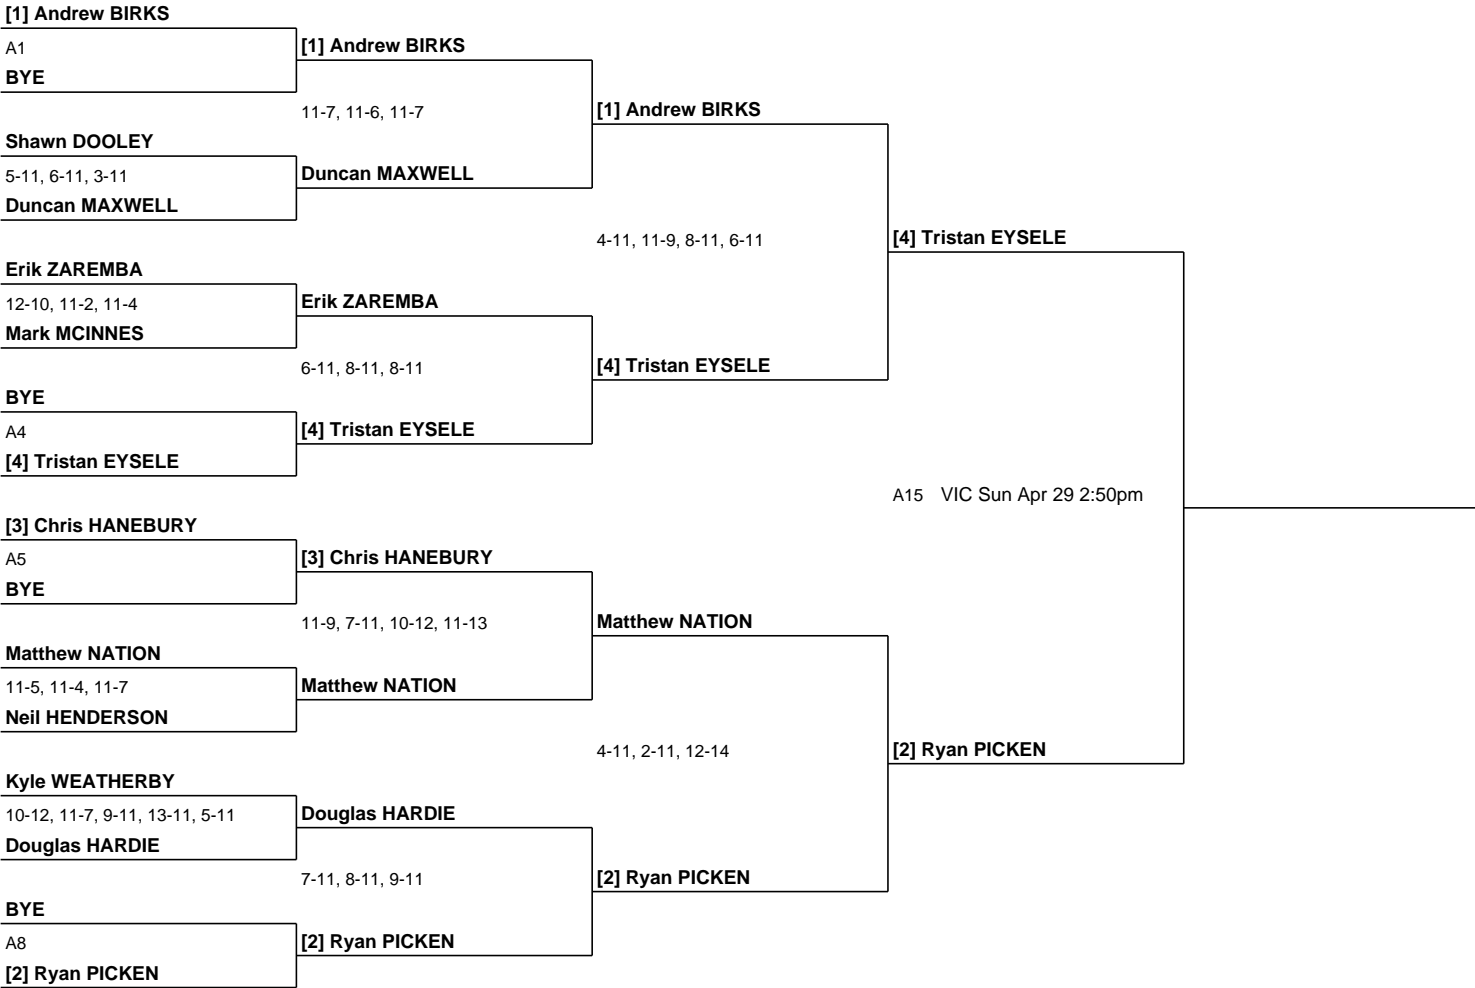 [1] Andrew BIRKS
A1
BYE
Shawn DOOLEY
5-11, 6-11, 3-11
Duncan MAXWELL
Erik ZAREMBA
12-10, 11-2, 11-4
Mark MCINNES
BYE
A4
[4] Tristan EYSELE
[3] Chris HANEBURY
A5
BYE
Matthew NATION
11-5, 11-4, 11-7
Neil HENDERSON
Kyle WEATHERBY
10-12, 11-7, 9-11, 13-11, 5-11
Douglas HARDIE
BYE
A8
[2] Ryan PICKEN
[1] Andrew BIRKS
11-7, 11-6, 11-7
Duncan MAXWELL
Erik ZAREMBA
6-11, 8-11, 8-11
[4] Tristan EYSELE
[3] Chris HANEBURY
11-9, 7-11, 10-12, 11-13
Matthew NATION
Douglas HARDIE
7-11, 8-11, 9-11
[2] Ryan PICKEN
[1] Andrew BIRKS
4-11, 11-9, 8-11, 6-11
[4] Tristan EYSELE
Matthew NATION
4-11, 2-11, 12-14
[2] Ryan PICKEN
[4] Tristan EYSELE
A15 VIC Sun Apr 29 2:50pm
[2] Ryan PICKEN